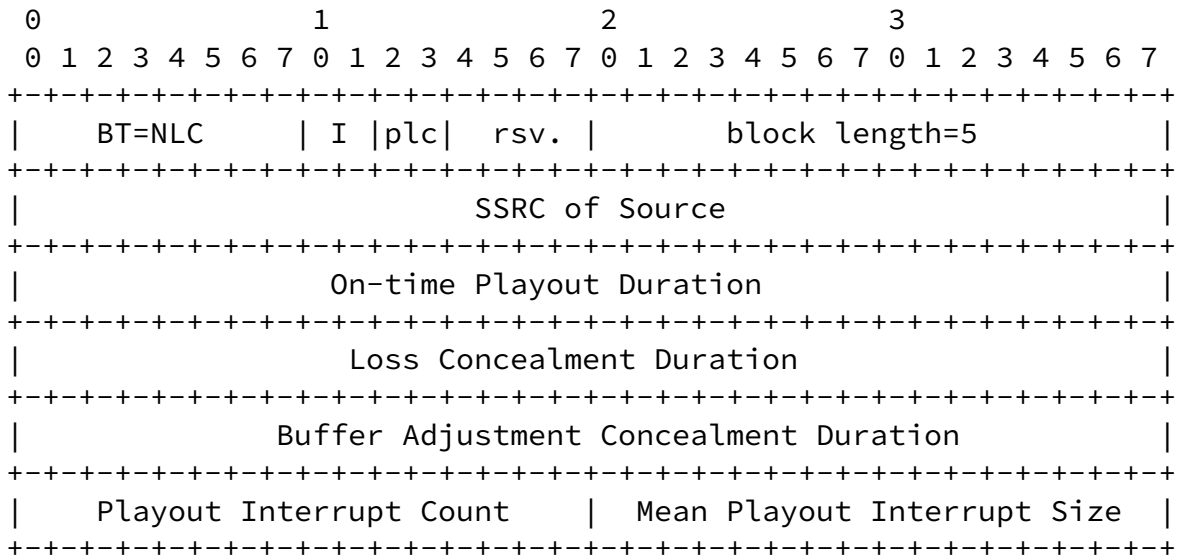 0                   1                   2                   3
 0 1 2 3 4 5 6 7 0 1 2 3 4 5 6 7 0 1 2 3 4 5 6 7 0 1 2 3 4 5 6 7
+-+-+-+-+-+-+-+-+-+-+-+-+-+-+-+-+-+-+-+-+-+-+-+-+-+-+-+-+-+-+-+-+
|    BT=NLC     | I |plc|  rsv. |       block length=5          |
+-+-+-+-+-+-+-+-+-+-+-+-+-+-+-+-+-+-+-+-+-+-+-+-+-+-+-+-+-+-+-+-+
|                         SSRC of Source                        |
+-+-+-+-+-+-+-+-+-+-+-+-+-+-+-+-+-+-+-+-+-+-+-+-+-+-+-+-+-+-+-+-+
|                 On-time Playout Duration                      |
+-+-+-+-+-+-+-+-+-+-+-+-+-+-+-+-+-+-+-+-+-+-+-+-+-+-+-+-+-+-+-+-+
|                  Loss Concealment Duration                    |
+-+-+-+-+-+-+-+-+-+-+-+-+-+-+-+-+-+-+-+-+-+-+-+-+-+-+-+-+-+-+-+-+
|              Buffer Adjustment Concealment Duration           |
+-+-+-+-+-+-+-+-+-+-+-+-+-+-+-+-+-+-+-+-+-+-+-+-+-+-+-+-+-+-+-+-+
|    Playout Interrupt Count    |  Mean Playout Interrupt Size  |
+-+-+-+-+-+-+-+-+-+-+-+-+-+-+-+-+-+-+-+-+-+-+-+-+-+-+-+-+-+-+-+-+